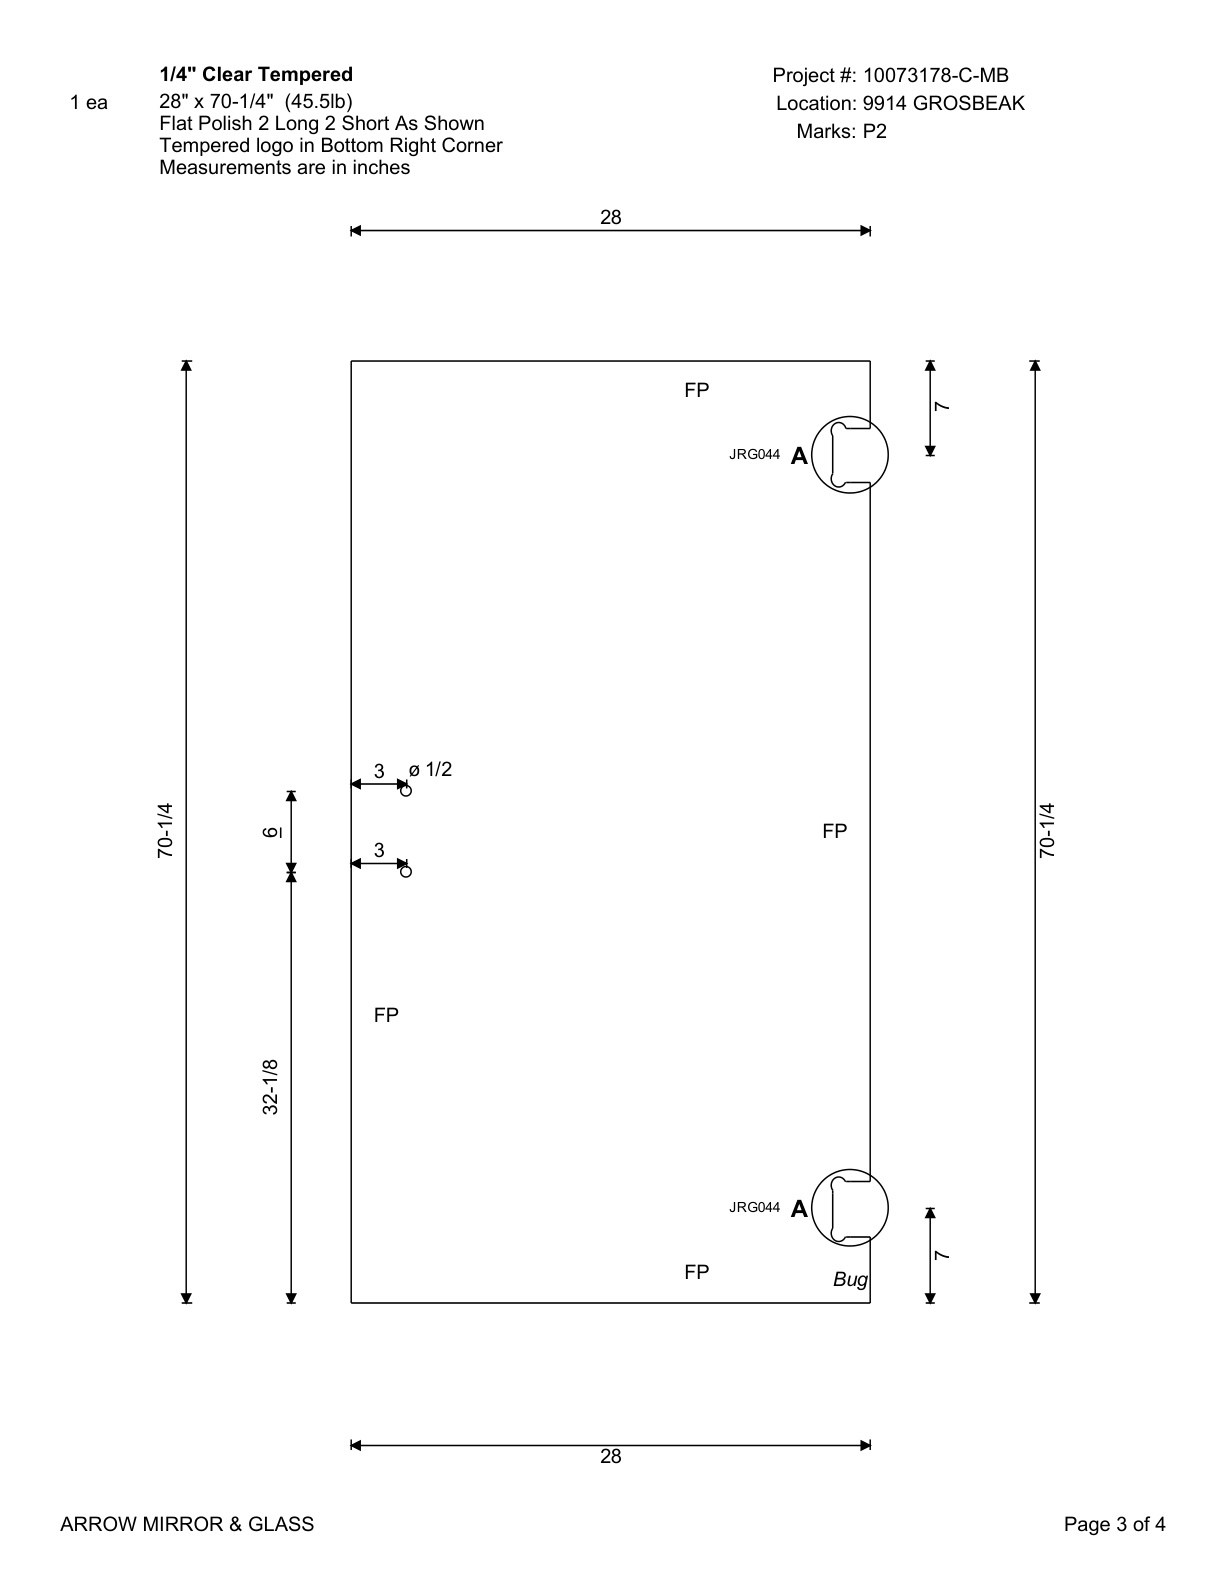 1/4" Clear Tempered
1 ea
28" x 70-1/4" (45.5lb)
Flat Polish 2 Long 2 Short As Shown
Tempered logo in Bottom Right Corner
Measurements are in inches
Project #: 10073178-C-MB
Location: 9914 GROSBEAK
Marks: P2
28
FP
7
JRG044 A
3
ø 1/2
70-1/4
6
3
FP
70-1/4
FP
32-1/8
JRG044 A
7
FP
Bug
28
ARROW MIRROR & GLASS
Page 3 of 4